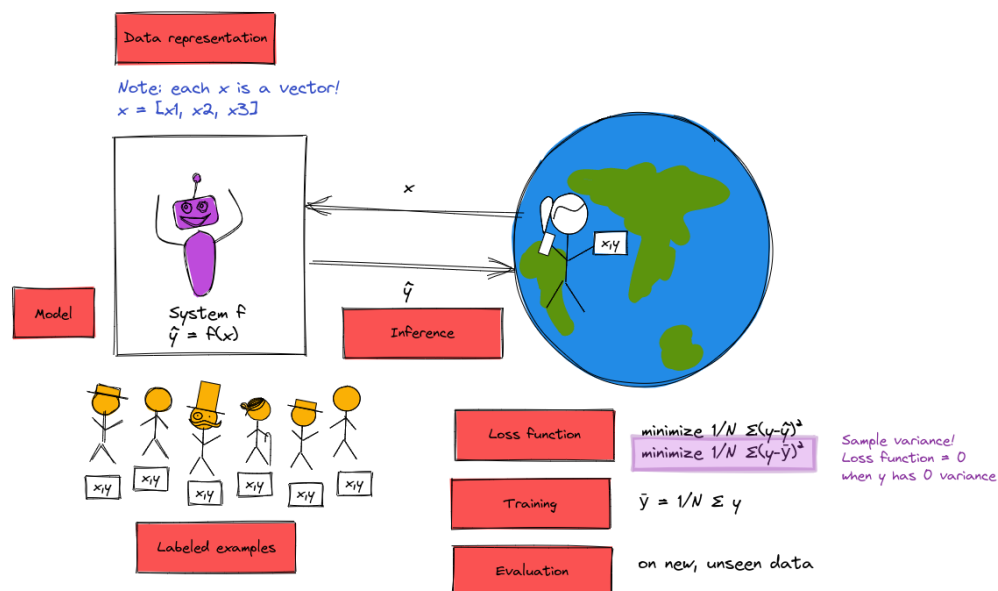 Data representation
Note: each x is a vector!
x = [x1, x2, x3]
x
x,y
ŷ
System f
ŷ = f(x)
Model
Inference
x,y
x,y
x,y
x,y
x,y
x,y
Labeled examples
Loss function
minimize 1/N Σ(y-ŷ)²
minimize 1/N Σ(y-ȳ)²
Sample variance!
Loss function = 0
when y has 0 variance
Training
ȳ = 1/N Σ y
Evaluation
on new, unseen data